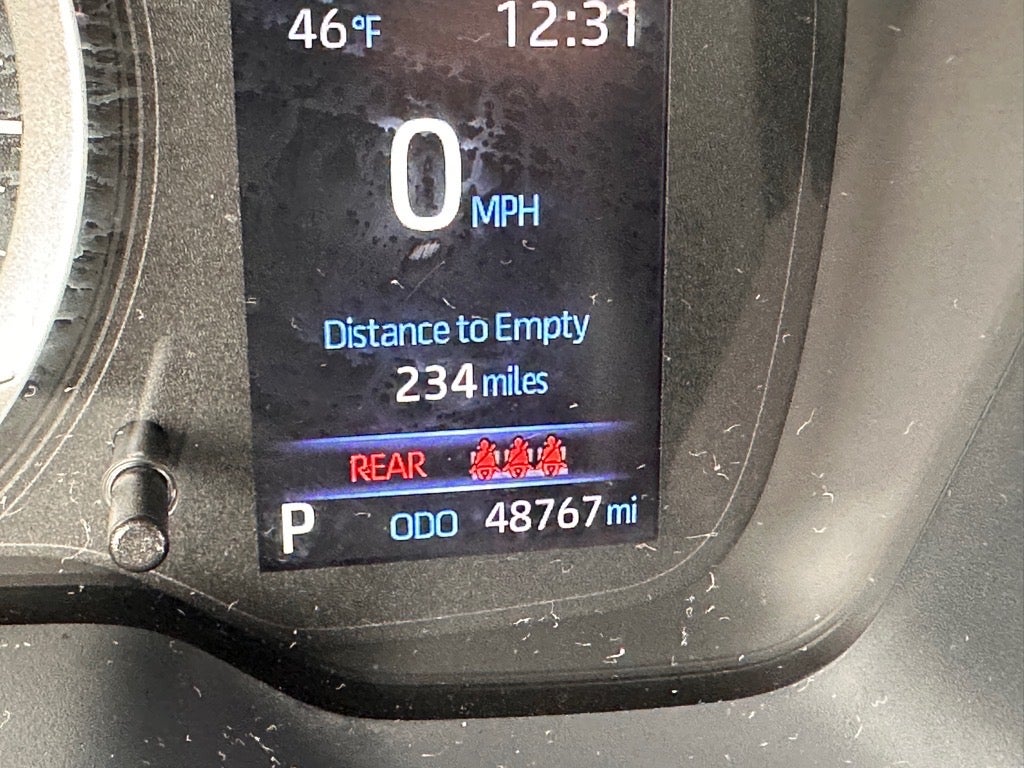 46°F 12:31
0 MPH
Distance to Empty
234 miles
REAR
P ODO 48767 mi